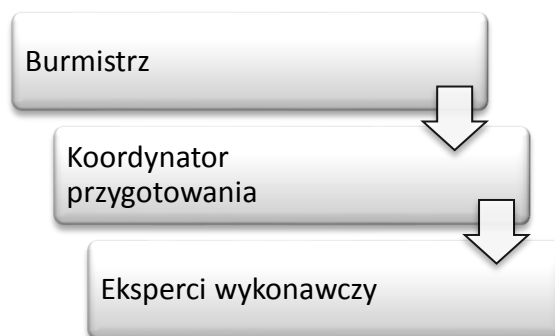 Burmistrz
Koordynator
przygotowania
Eksperci wykonawczy